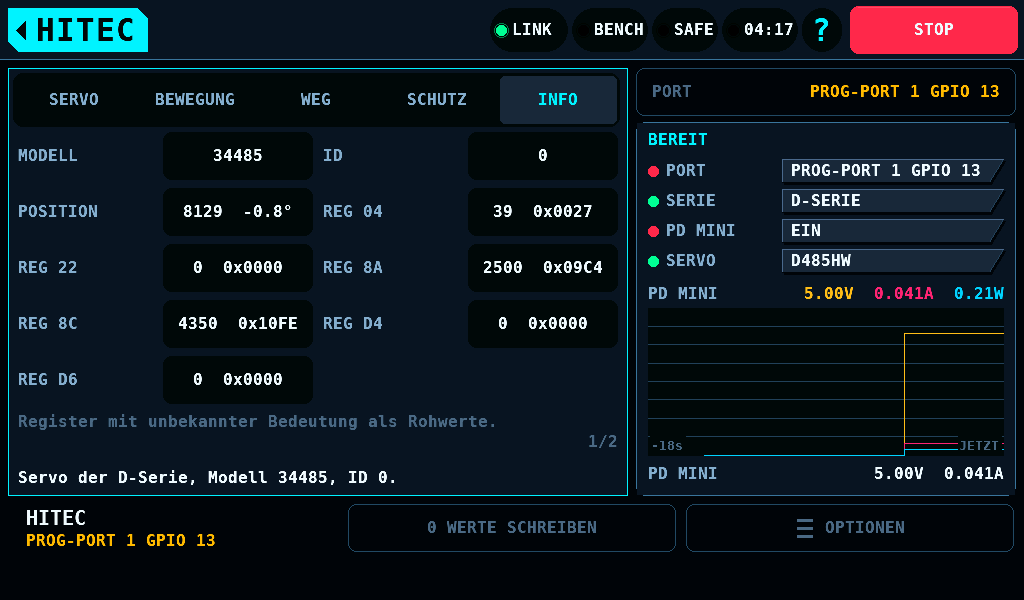 HITEC
LINK
BENCH
SAFE
04:17
?
STOP
SERVO
BEWEGUNG
WEG
SCHUTZ
INFO
MODELL
34485
ID
0
POSITION
8129 -0.8°
REG 04
39 0x0027
REG 22
0 0x0000
REG 8A
2500 0x09C4
REG 8C
4350 0x10FE
REG D4
0 0x0000
REG D6
0 0x0000
Register mit unbekannter Bedeutung als Rohwerte.
1/2
Servo der D-Serie, Modell 34485, ID 0.
PORT
PROG-PORT 1 GPIO 13
BEREIT
PORT
PROG-PORT 1 GPIO 13
SERIE
D-SERIE
PD MINI
EIN
SERVO
D485HW
PD MINI
5.00V 0.041A 0.21W
-18s
JETZT
PD MINI
5.00V 0.041A
HITEC
PROG-PORT 1 GPIO 13
0 WERTE SCHREIBEN
OPTIONEN